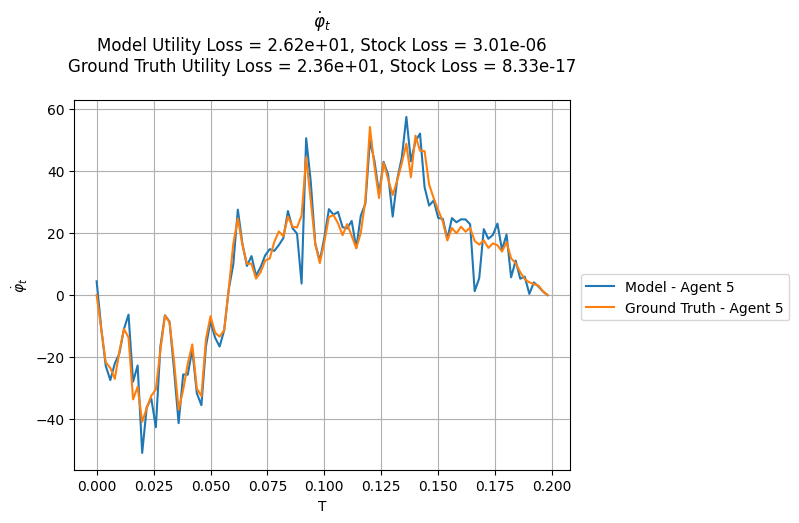 φ̇ₜ
Model Utility Loss = 2.62e+01, Stock Loss = 3.01e-06
Ground Truth Utility Loss = 2.36e+01, Stock Loss = 8.33e-17
60
40
20
0
−20
−40
φ̇ₜ
0.000 0.025 0.050 0.075 0.100 0.125 0.150 0.175 0.200
T
Model - Agent 5
Ground Truth - Agent 5